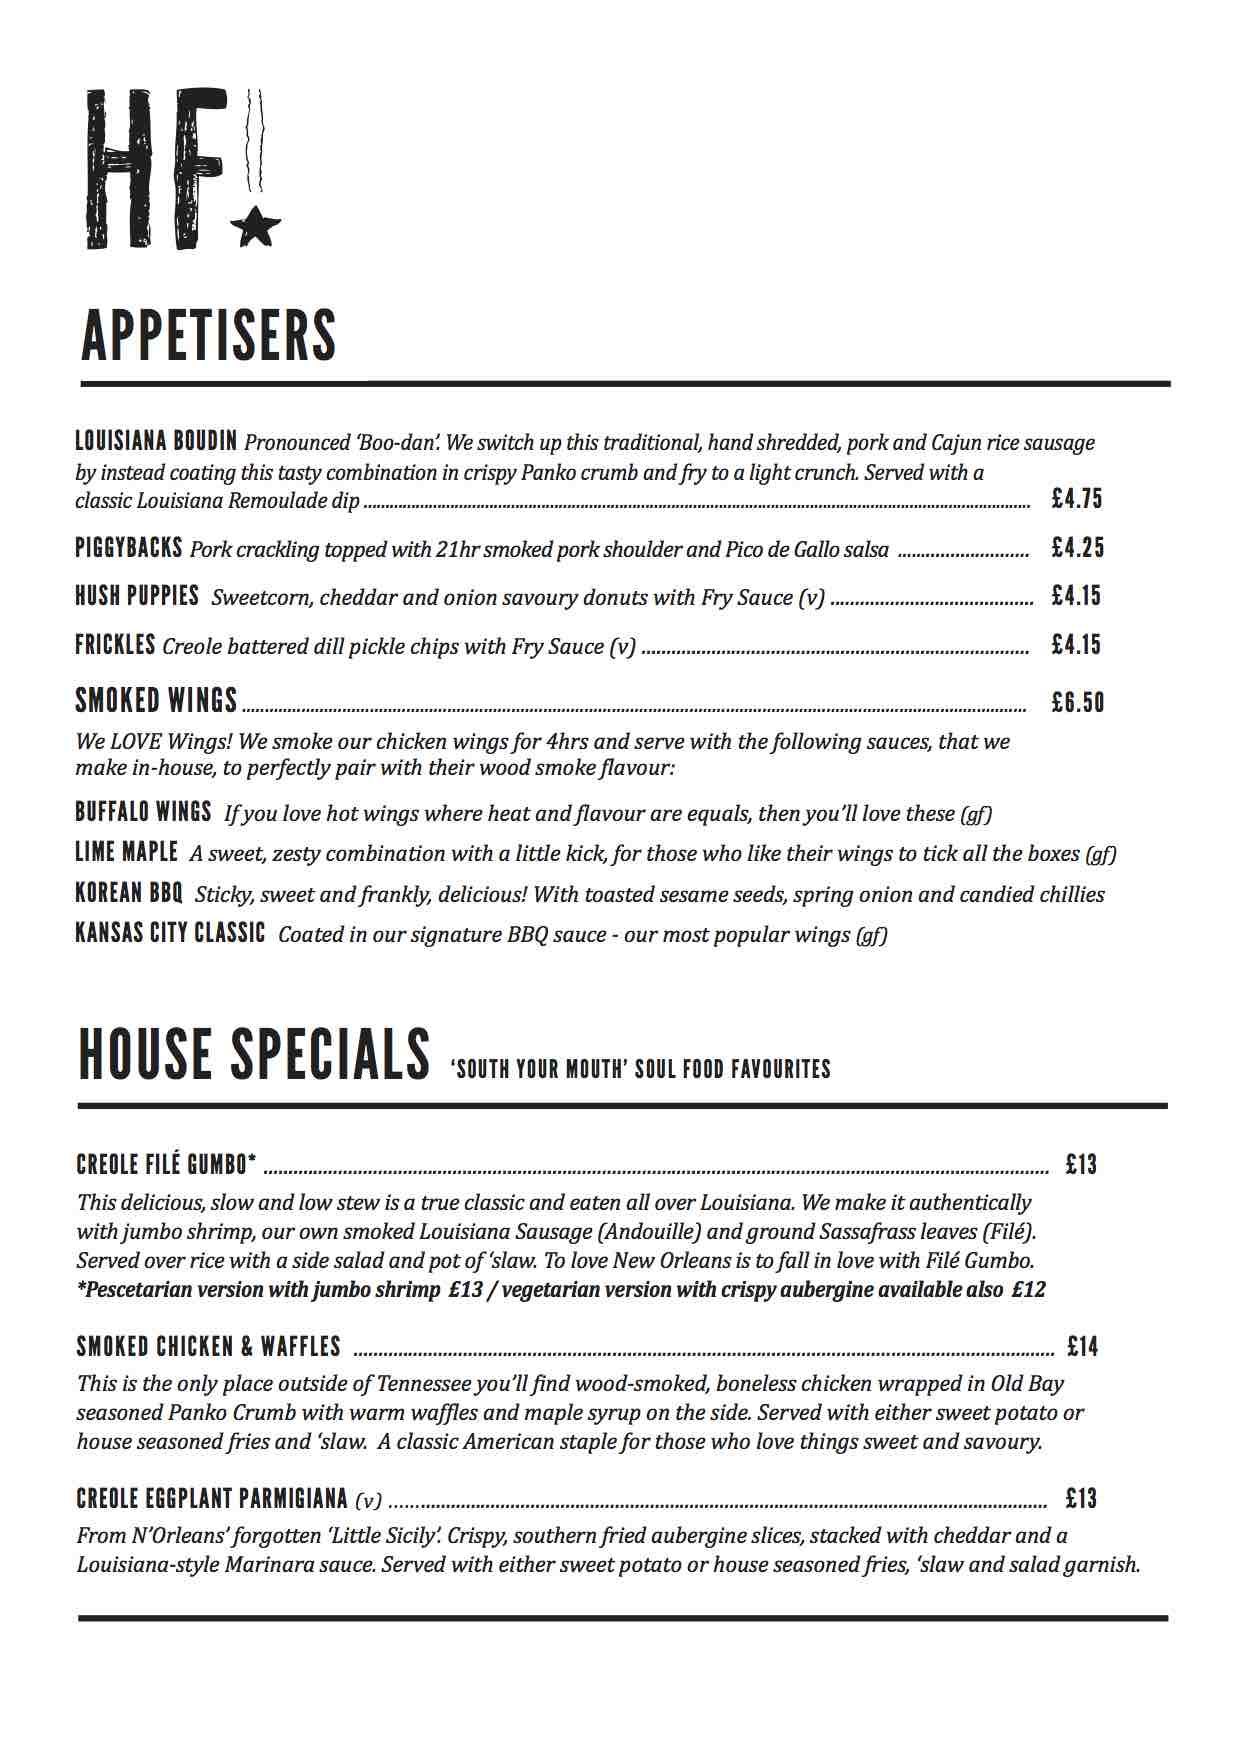 HF!
APPETISERS
LOUISIANA BOUDIN Pronounced ‘Boo-dan’. We switch up this traditional, hand shredded, pork and Cajun rice sausage
by instead coating this tasty combination in crispy Panko crumb and fry to a light crunch. Served with a
classic Louisiana Remoulade dip ........ £4.75
PIGGYBACKS Pork crackling topped with 21hr smoked pork shoulder and Pico de Gallo salsa ........ £4.25
HUSH PUPPIES Sweetcorn, cheddar and onion savoury donuts with Fry Sauce (v) ........ £4.15
FRICKLES Creole battered dill pickle chips with Fry Sauce (v) ........ £4.15
SMOKED WINGS ........ £6.50
We LOVE Wings! We smoke our chicken wings for 4hrs and serve with the following sauces, that we
make in-house, to perfectly pair with their wood smoke flavour:
BUFFALO WINGS If you love hot wings where heat and flavour are equals, then you’ll love these (gf)
LIME MAPLE A sweet, zesty combination with a little kick, for those who like their wings to tick all the boxes (gf)
KOREAN BBQ Sticky, sweet and frankly, delicious! With toasted sesame seeds, spring onion and candied chillies
KANSAS CITY CLASSIC Coated in our signature BBQ sauce - our most popular wings (gf)
HOUSE SPECIALS ‘SOUTH YOUR MOUTH’ SOUL FOOD FAVOURITES
CREOLE FILÉ GUMBO* ........ £13
This delicious, slow and low stew is a true classic and eaten all over Louisiana. We make it authentically
with jumbo shrimp, our own smoked Louisiana Sausage (Andouille) and ground Sassafrass leaves (Filé).
Served over rice with a side salad and pot of ‘slaw. To love New Orleans is to fall in love with Filé Gumbo.
*Pescetarian version with jumbo shrimp £13 / vegetarian version with crispy aubergine available also £12
SMOKED CHICKEN & WAFFLES ........ £14
This is the only place outside of Tennessee you’ll find wood-smoked, boneless chicken wrapped in Old Bay
seasoned Panko Crumb with warm waffles and maple syrup on the side. Served with either sweet potato or
house seasoned fries and ‘slaw. A classic American staple for those who love things sweet and savoury.
CREOLE EGGPLANT PARMIGIANA (v) ........ £13
From N’Orleans’ forgotten ‘Little Sicily’. Crispy, southern fried aubergine slices, stacked with cheddar and a
Louisiana-style Marinara sauce. Served with either sweet potato or house seasoned fries, ‘slaw and salad garnish.